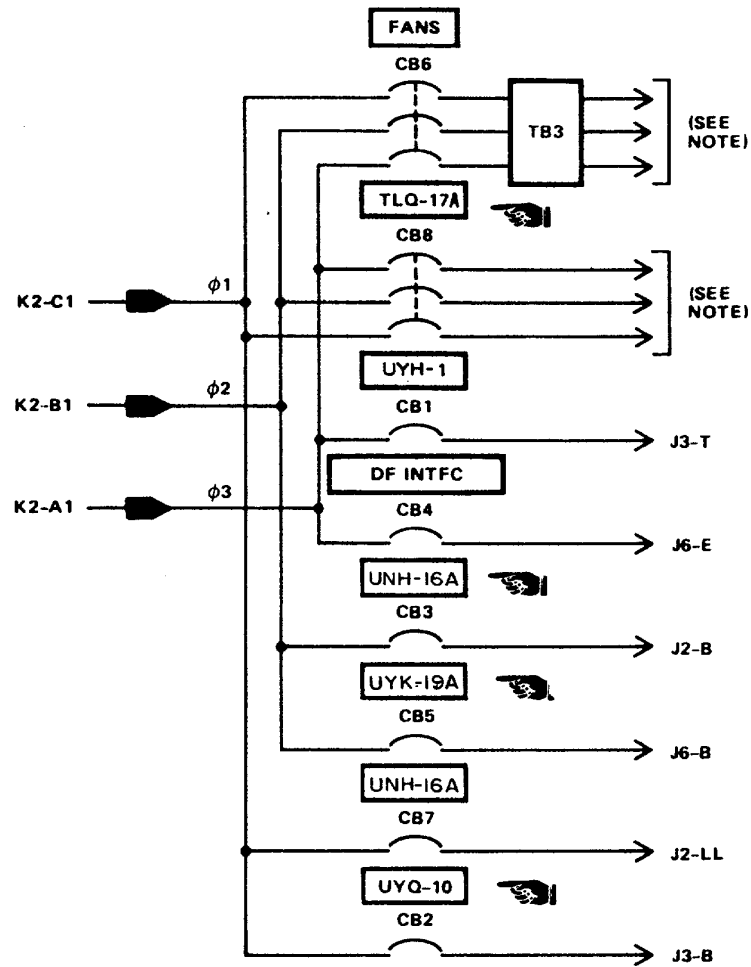 FANS
CB6
TB3
(SEE NOTE)
TLQ-17A
CB8
ϕ1
K2-C1
(SEE NOTE)
UYH-1
ϕ2
K2-B1
CB1
J3-T
DF INTFC
ϕ3
K2-A1
CB4
J6-E
UNH-16A
CB3
J2-B
UYK-19A
CB5
J6-B
UNH-16A
CB7
J2-LL
UYQ-10
CB2
J3-B